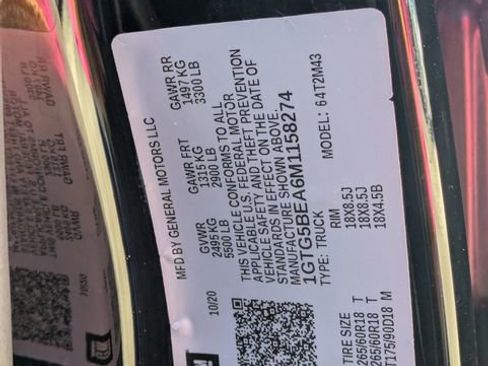 MFD BY GENERAL MOTORS LLC
10/20
GVWR GAWR FRT GAWR RR
2495 KG 1315 KG 1497 KG
5500 LB 2900 LB 3300 LB
THIS VEHICLE CONFORMS TO ALL
APPLICABLE U.S. FEDERAL MOTOR
VEHICLE SAFETY AND THEFT PREVENTION
STANDARDS IN EFFECT ON THE DATE OF
MANUFACTURE SHOWN ABOVE.
1GTG5BEA6M1158274
TYPE: TRUCK MODEL: 64T2M43
TIRE SIZE RIM
265/60R18 T 18X8.5J
265/60R18 T 18X8.5J
T175/90D18 M 18X4.5B